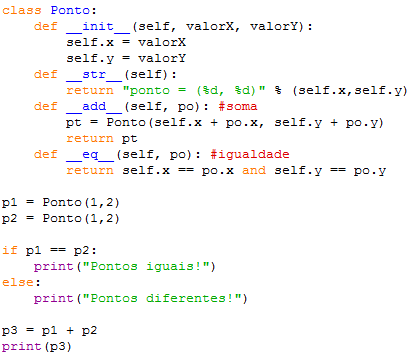 class Ponto:
    def __init__(self, valorX, valorY):
        self.x = valorX
        self.y = valorY
    def __str__(self):
        return "ponto = (%d, %d)" % (self.x,self.y)
    def __add__(self, po): #soma
        pt = Ponto(self.x + po.x, self.y + po.y)
        return pt
    def __eq__(self, po): #igualdade
        return self.x == po.x and self.y == po.y
p1 = Ponto(1,2)
p2 = Ponto(1,2)
if p1 == p2:
    print("Pontos iguais!")
else:
    print("Pontos diferentes!")
p3 = p1 + p2
print(p3)